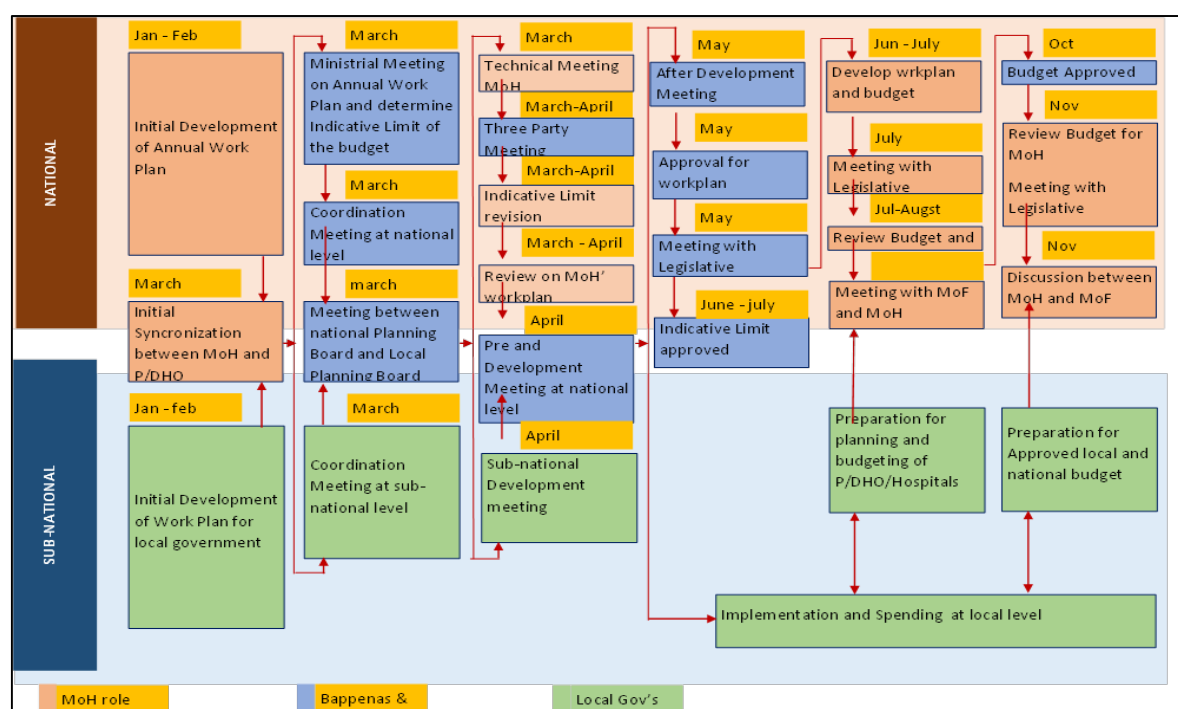 NATIONAL
Jan - Feb
Initial Development
of Annual Work
Plan
March
Initial
Syncronization
between MoH and
P/DHO
March
Ministrial Meeting
on Annual Work
Plan and determine
Indicative Limit of
the budget
March
Coordination
Meeting at national
level
march
Meeting between
national Planning
Board and Local
Planning Board
March
Technical Meeting
MoH
March-April
Three Party
Meeting
March-April
Indicative Limit
revision
March - April
Review on MoH'
workplan
April
Pre and
Development
Meeting at national
level
May
After Development
Meeting
May
Approval for
workplan
May
Meeting with
Legislative
June - july
Indicative Limit
approved
Jun - July
Develop wrkplan
and budget
July
Meeting with
Legislative
Jul-Augst
Review Budget and
Meeting with MoF
and MoH
Oct
Budget Approved
Nov
Review Budget for
MoH
Meeting with
Legislative
Nov
Discussion between
MoH and MoF
SUB-NATIONAL
Jan - feb
Initial Development
of Work Plan for
local government
March
Coordination
Meeting at sub-
national level
April
Sub-national
Development
meeting
Preparation for
planning and
budgeting of
P/DHO/Hospitals
Preparation for
Approved local and
national budget
Implementation and Spending at local level
MoH role
Bappenas &
Local Gov's